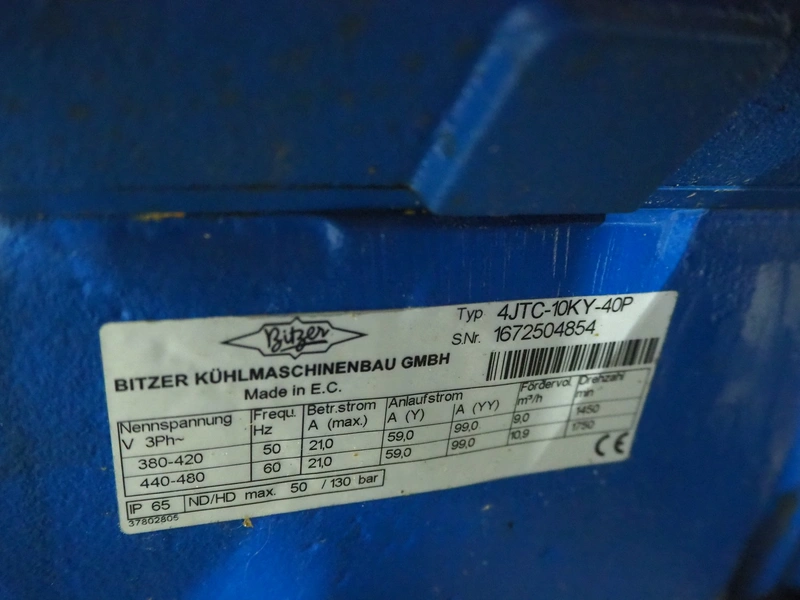 Bitzer
Typ 4JTC-10KY-40P
S.Nr. 1672504854
BITZER KÜHLMASCHINENBAU GMBH
Made in E.C.
Nennspannung Frequ. Betr.strom Anlaufstrom Fördervol. Drehzahl
V 3Ph~ Hz A (max.) A (Y) A (YY) m³/h min⁻¹
380-420 50 21,0 59,0 99,0 9,0 1450
440-480 60 21,0 59,0 99,0 10,9 1750
IP 65 ND/HD max. 50 / 130 bar
CE
37802805